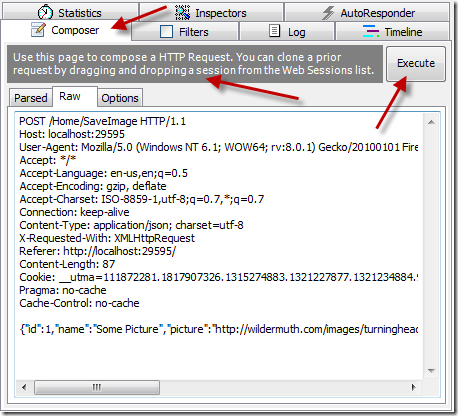 Statistics Inspectors AutoResponder
Composer Filters Log Timeline
Use this page to compose a HTTP Request. You can clone a prior
request by dragging and dropping a session from the Web Sessions list.
Execute
Parsed Raw Options
POST /Home/SaveImage HTTP/1.1
Host: localhost:29595
User-Agent: Mozilla/5.0 (Windows NT 6.1; WOW64; rv:8.0.1) Gecko/20100101 Fire
Accept: */*
Accept-Language: en-us,en;q=0.5
Accept-Encoding: gzip, deflate
Accept-Charset: ISO-8859-1,utf-8;q=0.7,*;q=0.7
Connection: keep-alive
Content-Type: application/json; charset=utf-8
X-Requested-With: XMLHttpRequest
Referer: http://localhost:29595/
Content-Length: 87
Cookie: __utma=111872281.1817907326.1315274883.1321227877.1321234884.9
Pragma: no-cache
Cache-Control: no-cache
{"id":1,"name":"Some Picture","picture":"http://wildermuth.com/images/turninghead